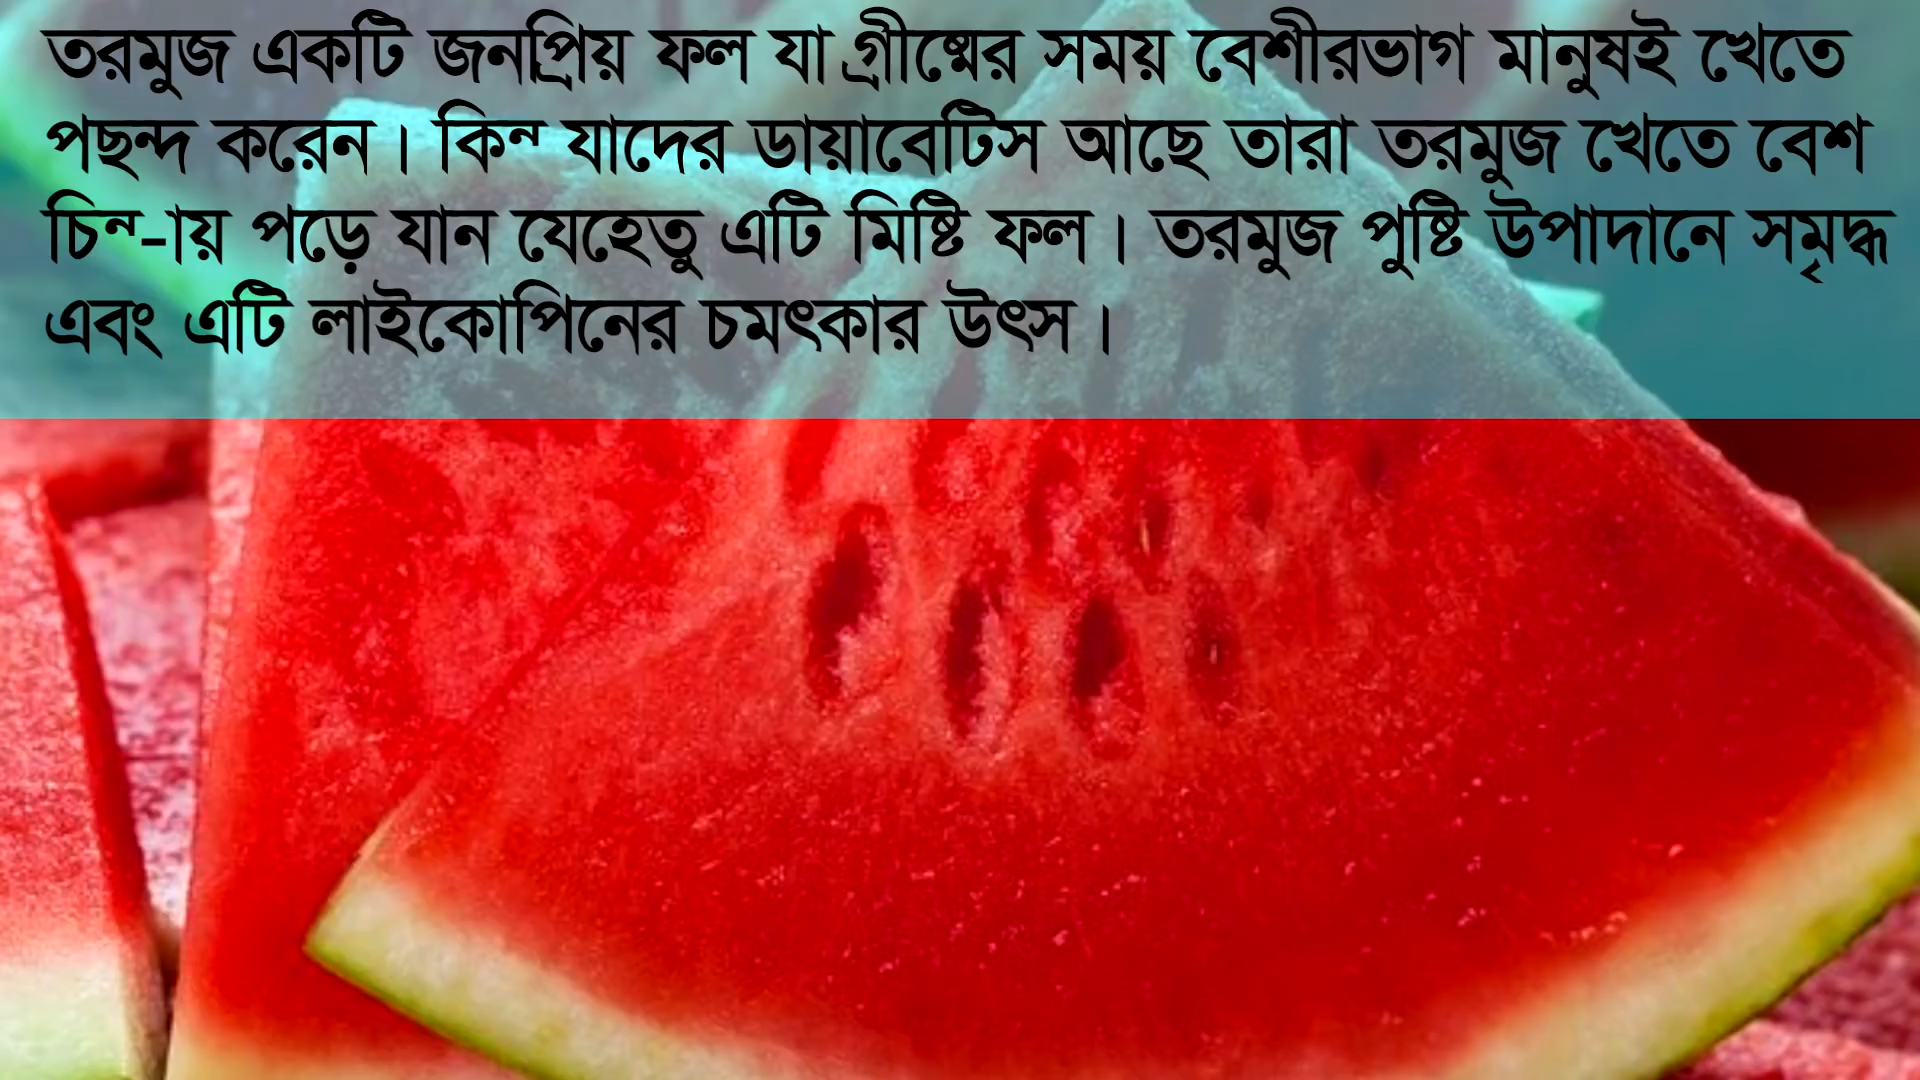 তরমুজ একটি জনপ্রিয় ফল যা গ্রীষ্মের সময় বেশীরভাগ মানুষই খেতে
পছন্দ করেন। কিন্ যাদের ডায়াবেটিস আছে তারা তরমুজ খেতে বেশ
চিন্-ায় পড়ে যান যেহেতু এটি মিষ্টি ফল। তরমুজ পুষ্টি উপাদানে সমৃদ্ধ
এবং এটি লাইকোপিনের চমৎকার উৎস।